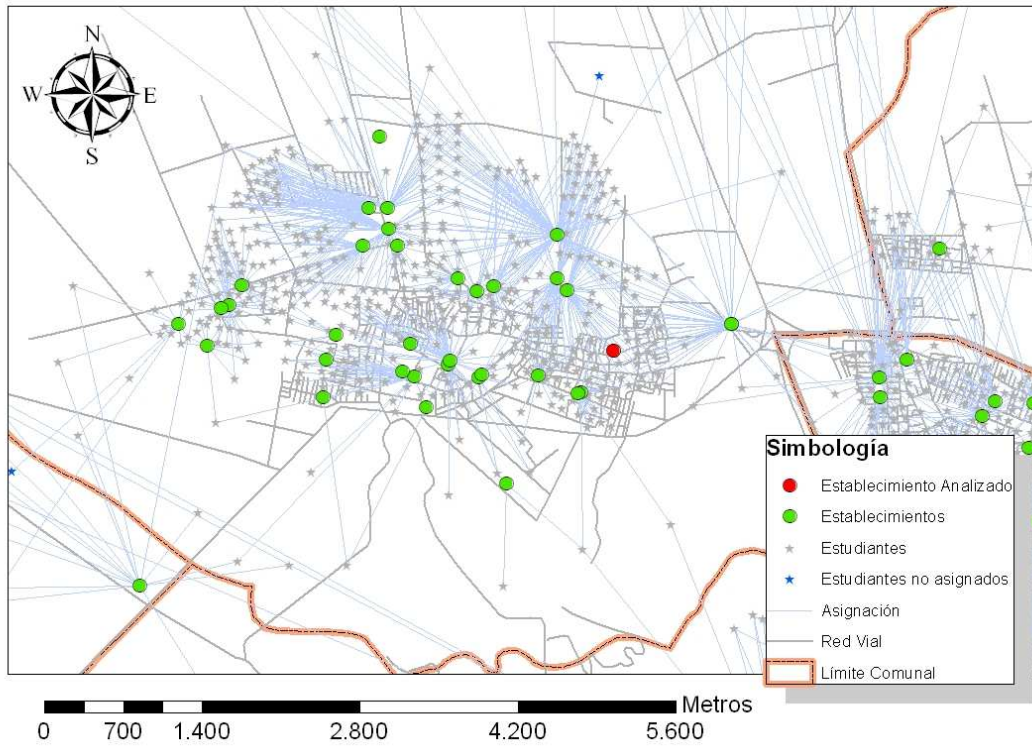 N
W E
S
Simbología
Establecimiento Analizado
Establecimientos
Estudiantes
Estudiantes no asignados
Asignación
Red Vial
Límite Comunal
Metros
0 700 1.400 2.800 4.200 5.600